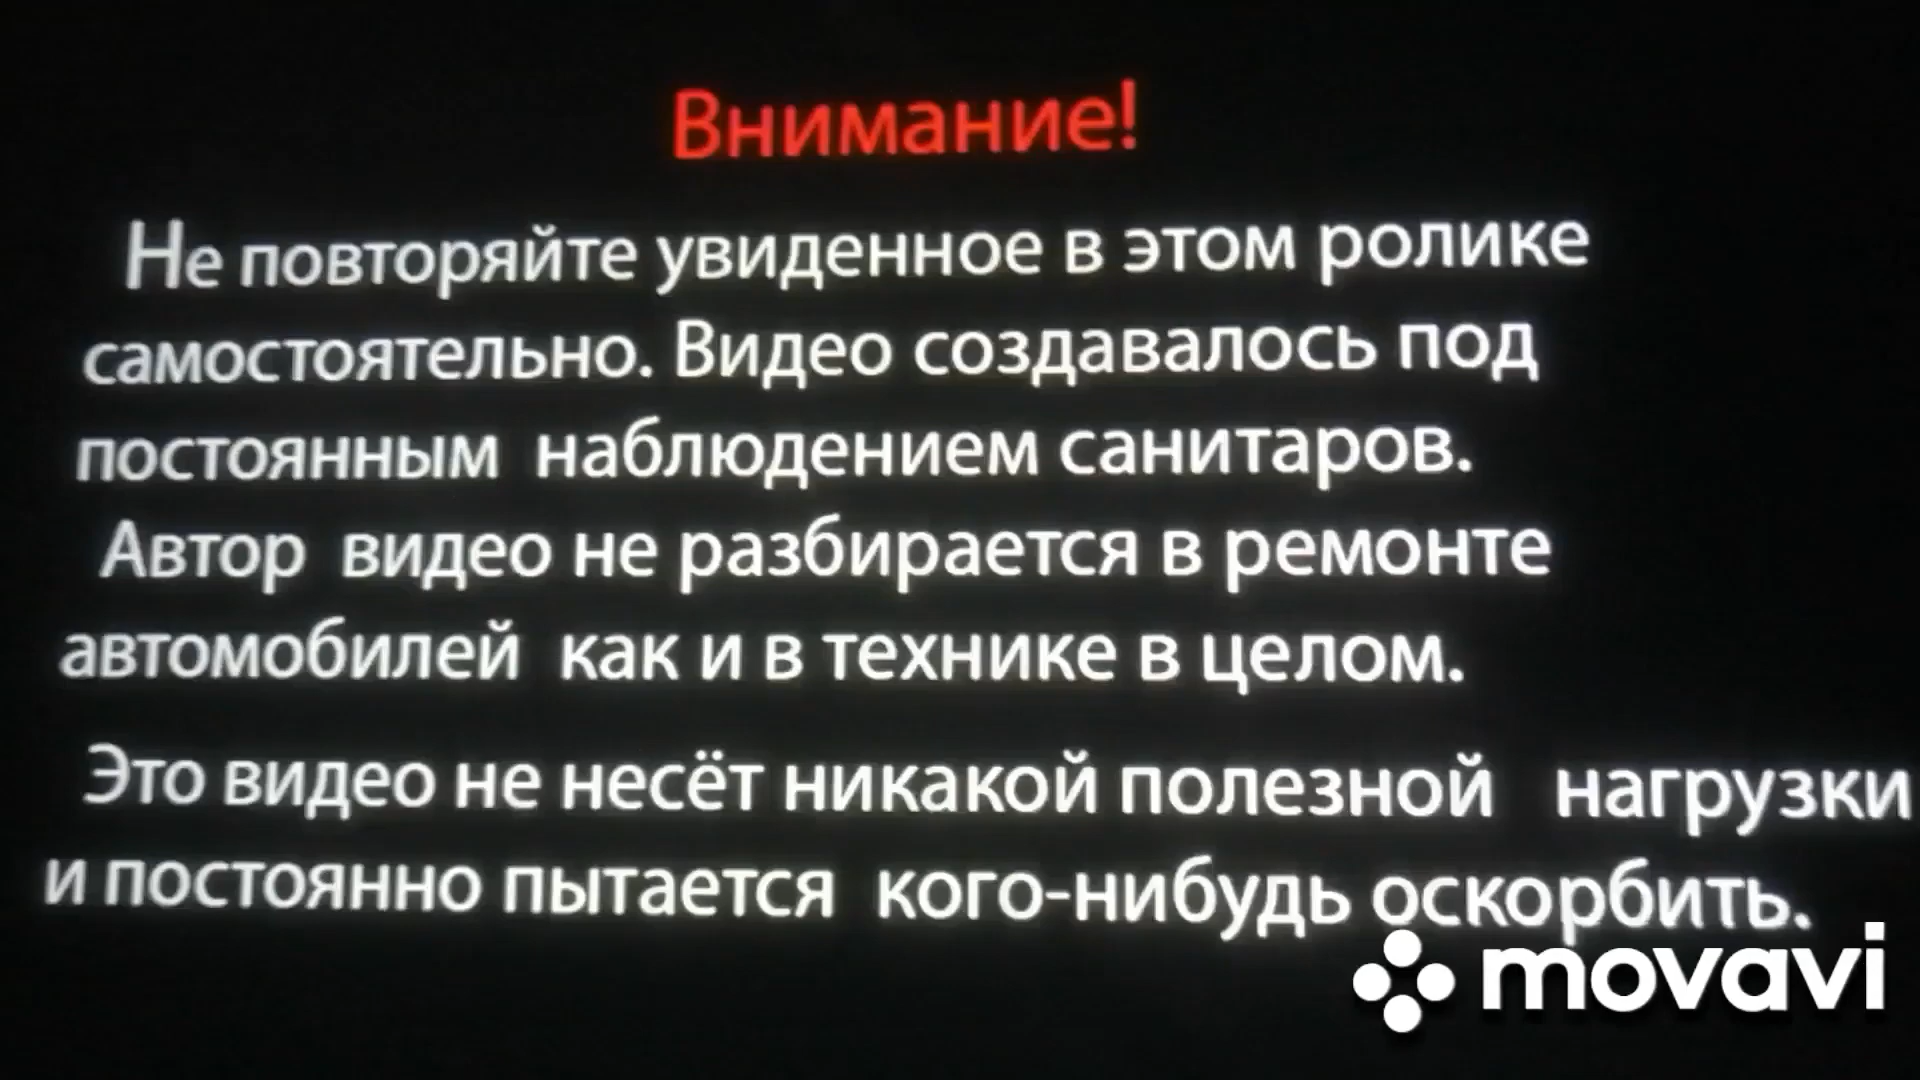 Внимание!
Не повторяйте увиденное в этом ролике
самостоятельно. Видео создавалось под
постоянным наблюдением санитаров.
Автор видео не разбирается в ремонте
автомобилей как и в технике в целом.
Это видео не несёт никакой полезной нагрузки
и постоянно пытается кого-нибудь оскорбить.
movavi